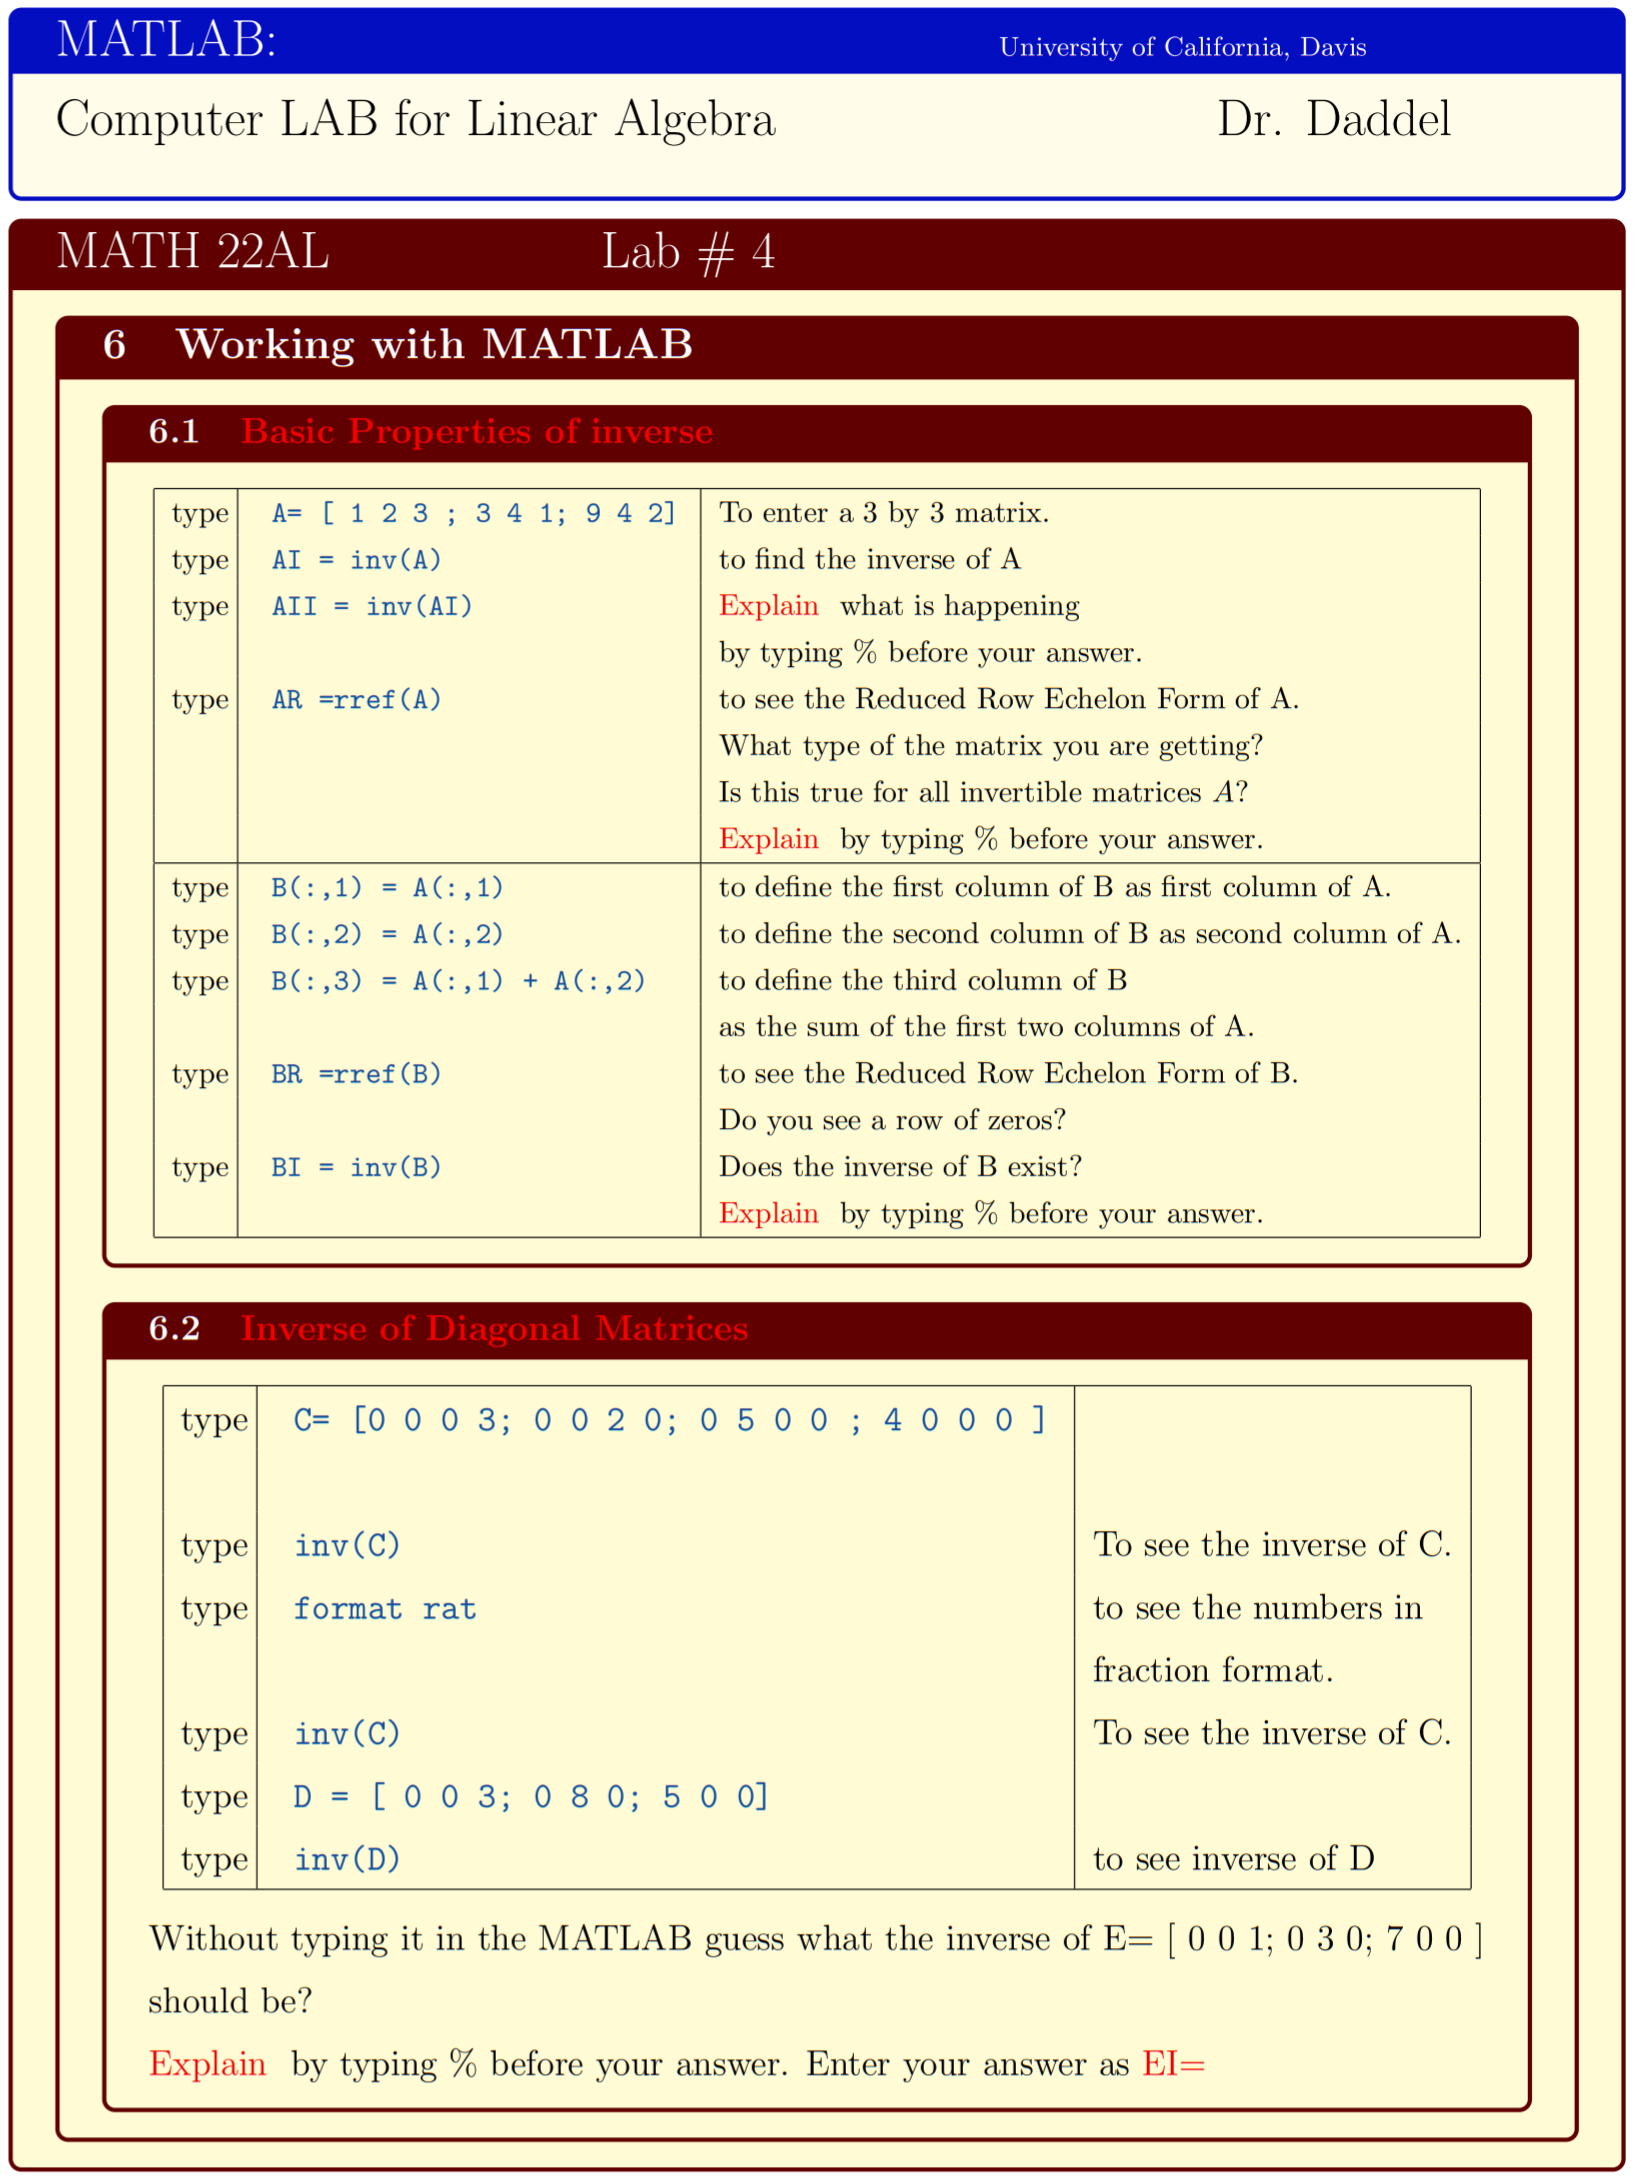 MATLAB: University of California, Davis
Computer LAB for Linear Algebra Dr. Daddel
MATH 22AL Lab # 4
6 Working with MATLAB
6.1 Basic Properties of inverse
type A= [ 1 2 3 ; 3 4 1; 9 4 2] To enter a 3 by 3 matrix.
type AI = inv(A) to find the inverse of A
type AII = inv(AI) Explain what is happening
by typing % before your answer.
type AR =rref(A) to see the Reduced Row Echelon Form of A.
What type of the matrix you are getting?
Is this true for all invertible matrices A?
Explain by typing % before your answer.
type B(:,1) = A(:,1) to define the first column of B as first column of A.
type B(:,2) = A(:,2) to define the second column of B as second column of A.
type B(:,3) = A(:,1) + A(:,2) to define the third column of B
as the sum of the first two columns of A.
type BR =rref(B) to see the Reduced Row Echelon Form of B.
Do you see a row of zeros?
type BI = inv(B) Does the inverse of B exist?
Explain by typing % before your answer.
6.2 Inverse of Diagonal Matrices
type C= [0 0 0 3; 0 0 2 0; 0 5 0 0 ; 4 0 0 0 ]
type inv(C) To see the inverse of C.
type format rat to see the numbers in
fraction format.
type inv(C) To see the inverse of C.
type D = [ 0 0 3; 0 8 0; 5 0 0]
type inv(D) to see inverse of D
Without typing it in the MATLAB guess what the inverse of E= [ 0 0 1; 0 3 0; 7 0 0 ]
should be?
Explain by typing % before your answer. Enter your answer as EI=